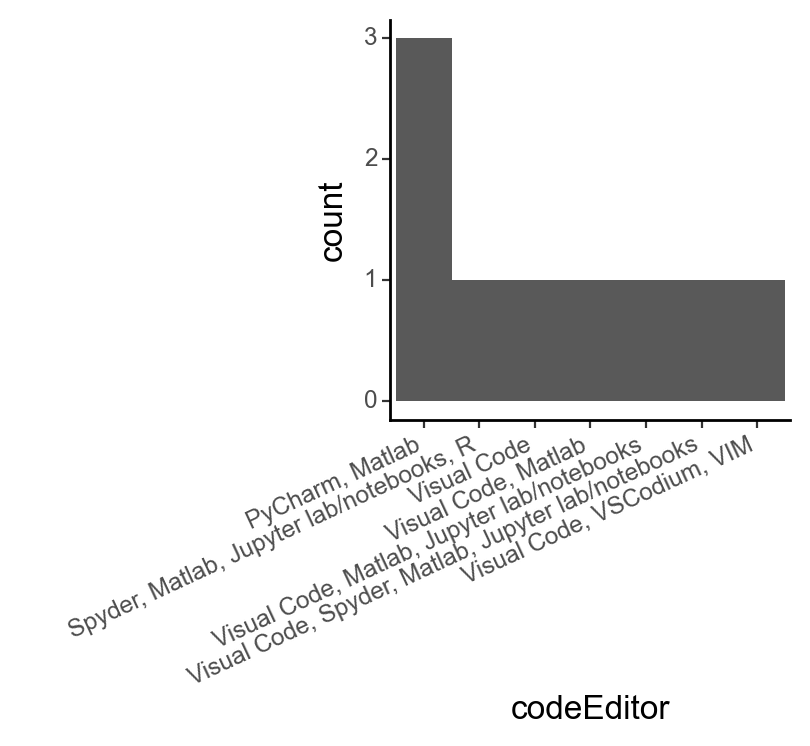 3
2
1
0
count
PyCharm, Matlab
Spyder, Matlab, Jupyter lab/notebooks, R
Visual Code
Visual Code, Matlab
Visual Code, Matlab, Jupyter lab/notebooks
Visual Code, Spyder, Matlab, Jupyter lab/notebooks
Visual Code, VSCodium, VIM
codeEditor